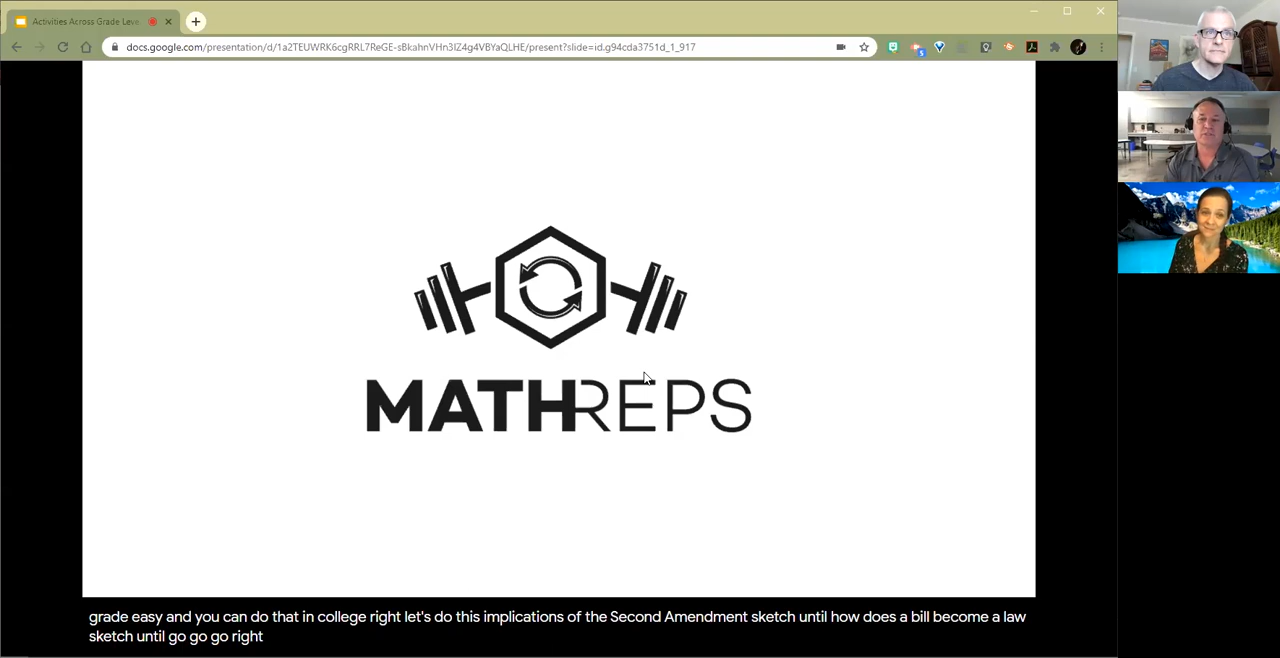 Activities Across Grade Leve
docs.google.com/presentation/d/1a2TEUWRK6cgRRL7ReGE-sBkahnVHn3IZ4g4VBYaQLHE/present?slide=id.g94cda3751d_1_917
5
MATHREPS
grade easy and you can do that in college right let's do this implications of the Second Amendment sketch until how does a bill become a law
sketch until go go go right